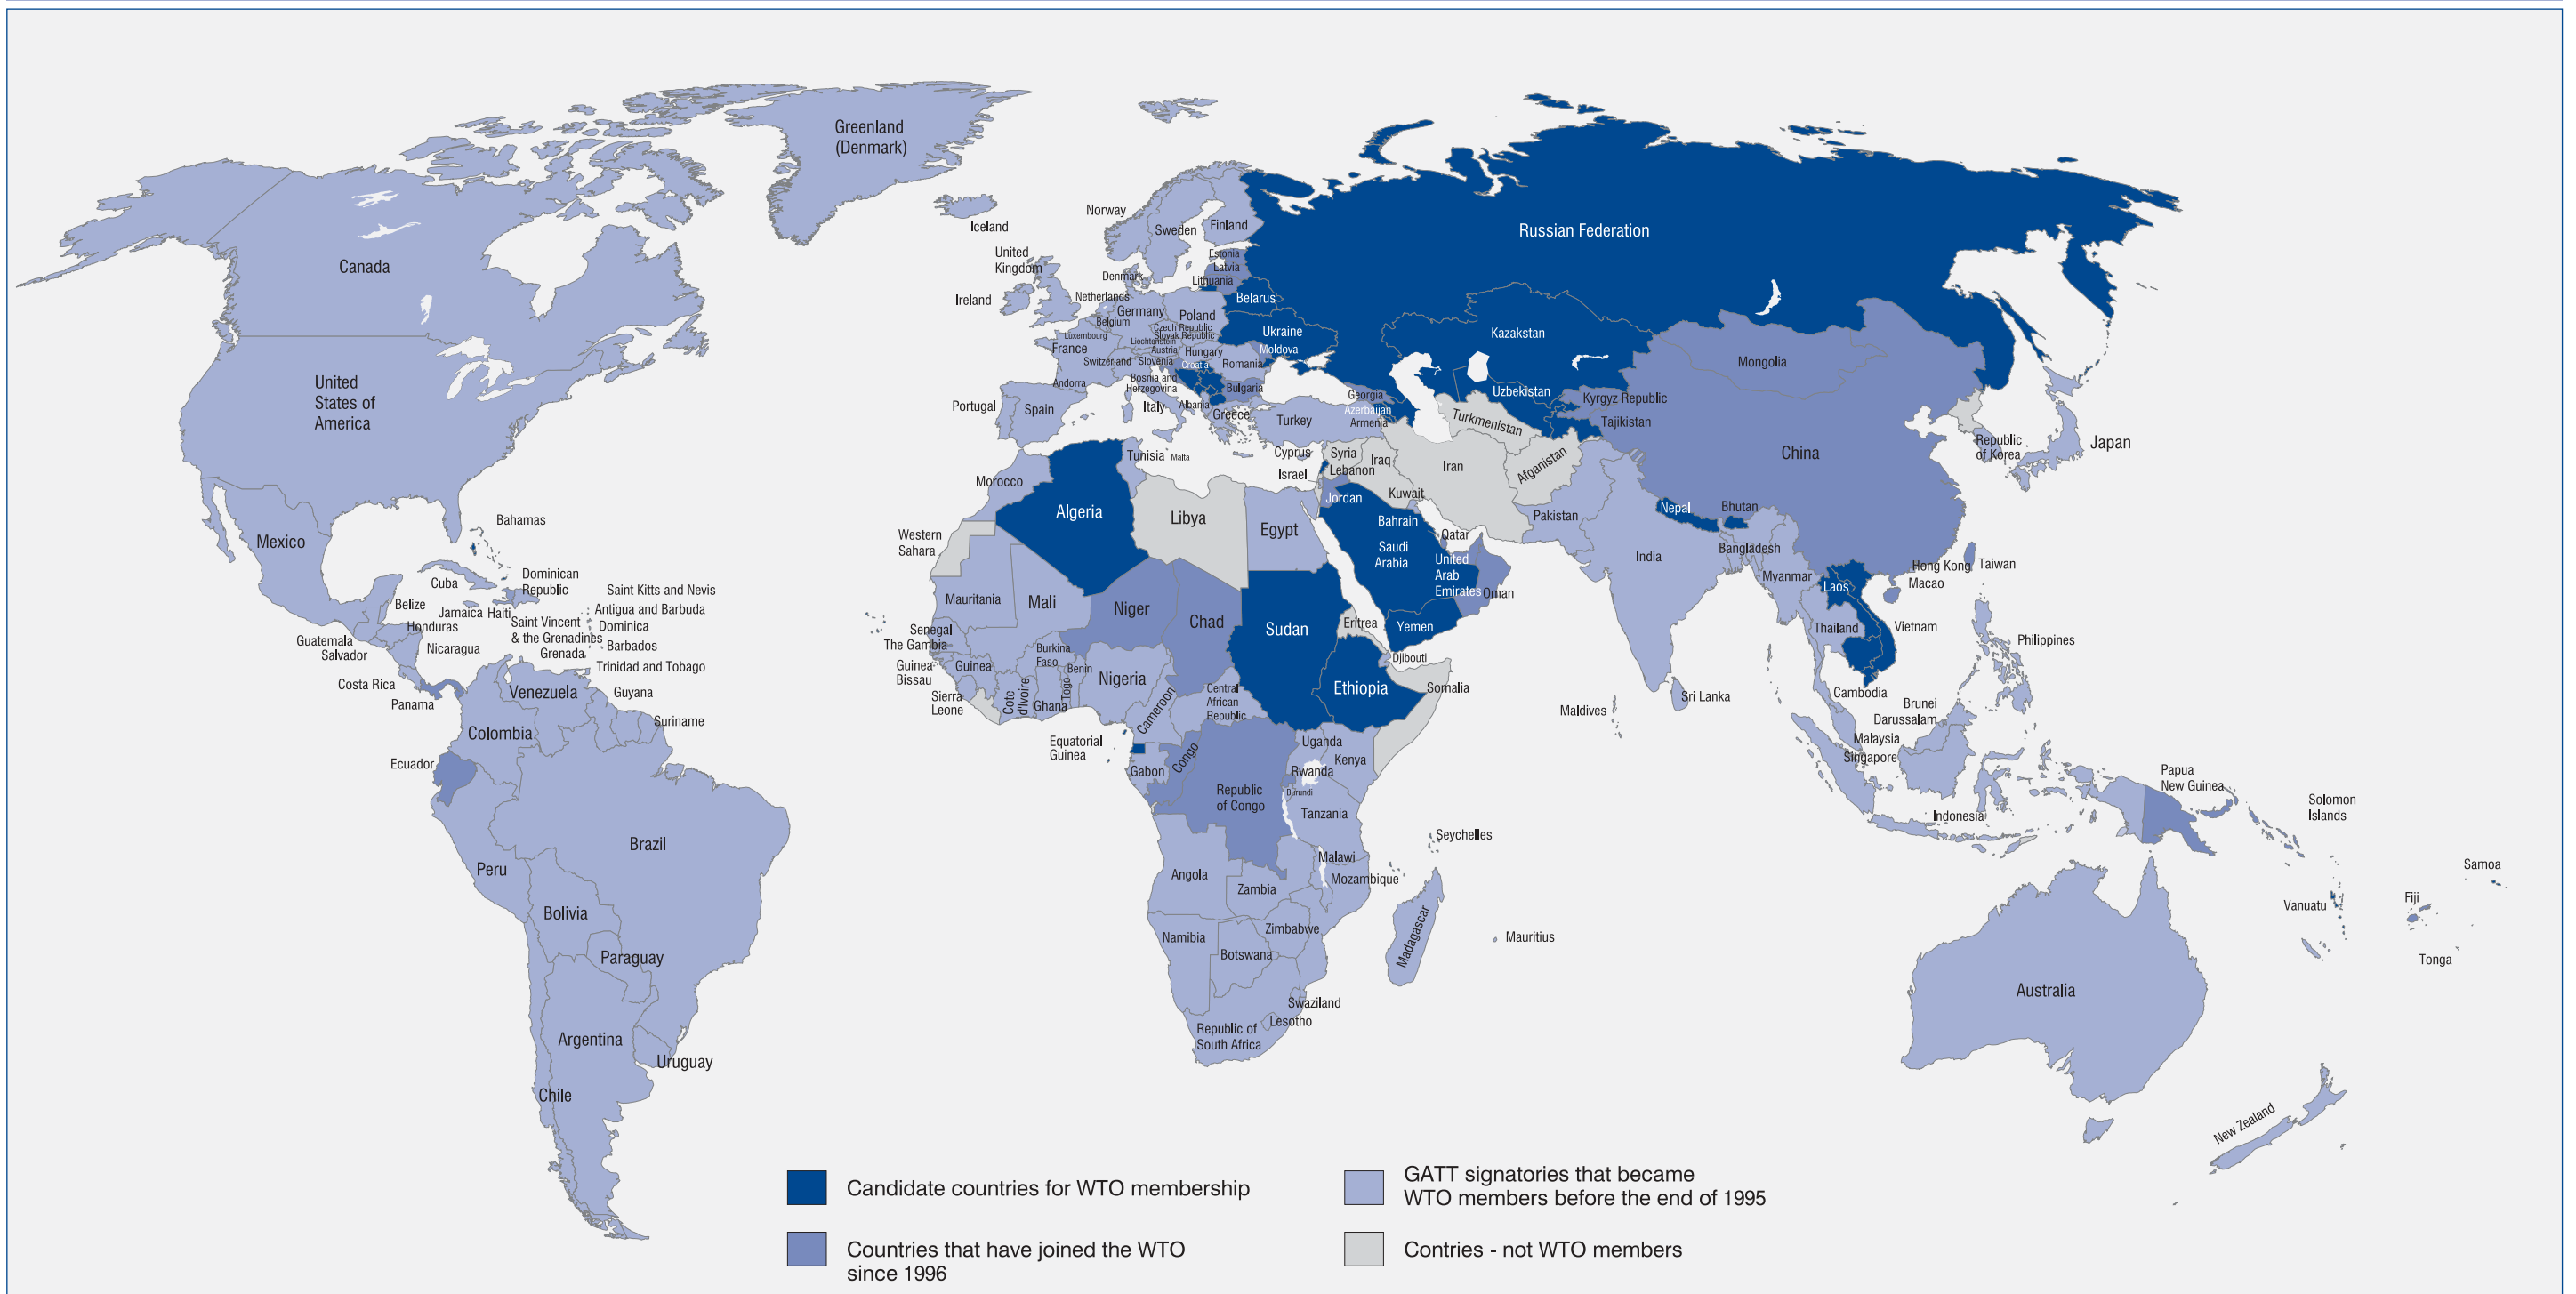 Greenland
(Denmark)
Iceland
Norway
Sweden
Finland
Russian Federation
Canada
United
Kingdom
Ireland
Denmark
Estonia
Latvia
Lithuania
Netherlands
Germany
Belgium
Poland
Belarus
Luxembourg
Czech Republic
Slovak Republic
Ukraine
Kazakstan
France
Liechtenstein
Austria
Hungary
Moldova
Mongolia
Switzerland
Slovenia
Croatia
Romania
Andorra
Bosnia and
Herzegovina
Bulgaria
Uzbekistan
Kyrgyz Republic
United
States of
America
Portugal
Spain
Italy
Albania
Greece
Georgia
Azerbaijan
Armenia
Turkey
Turkmenistan
Tajikistan
China
Republic
of Korea
Japan
Tunisia
Malta
Cyprus
Syria
Lebanon
Israel
Iraq
Iran
Afganistan
Morocco
Jordan
Kuwait
Algeria
Libya
Egypt
Bahrain
Qatar
Pakistan
Nepal
Bhutan
Western
Sahara
Saudi
Arabia
United
Arab
Emirates
Oman
India
Bangladesh
Myanmar
Hong Kong
Macao
Taiwan
Laos
Mexico
Bahamas
Cuba
Dominican
Republic
Saint Kitts and Nevis
Belize
Jamaica
Haiti
Antigua and Barbuda
Honduras
Saint Vincent
& the Grenadines
Dominica
Guatemala
Salvador
Nicaragua
Grenada
Barbados
Trinidad and Tobago
Costa Rica
Panama
Venezuela
Guyana
Suriname
Colombia
Ecuador
Mauritania
Mali
Niger
Chad
Sudan
Eritrea
Yemen
Thailand
Vietnam
Philippines
Senegal
The Gambia
Guinea-
Bissau
Guinea
Burkina
Faso
Benin
Togo
Nigeria
Djibouti
Somalia
Ethiopia
Sierra
Leone
Cote
d'Ivoire
Ghana
Cameroon
Central
African
Republic
Sri Lanka
Maldives
Cambodia
Brunei
Darussalam
Malaysia
Singapore
Equatorial
Guinea
Gabon
Congo
Uganda
Kenya
Rwanda
Burundi
Republic
of Congo
Tanzania
Indonesia
Papua
New Guinea
Solomon
Islands
Seychelles
Peru
Brazil
Bolivia
Paraguay
Argentina
Uruguay
Chile
Angola
Zambia
Malawi
Mozambique
Namibia
Zimbabwe
Botswana
Madagascar
Mauritius
Swaziland
Lesotho
Republic of
South Africa
Samoa
Vanuatu
Fiji
Tonga
Australia
New Zealand
Candidate countries for WTO membership
Countries that have joined the WTO
since 1996
GATT signatories that became
WTO members before the end of 1995
Contries - not WTO members